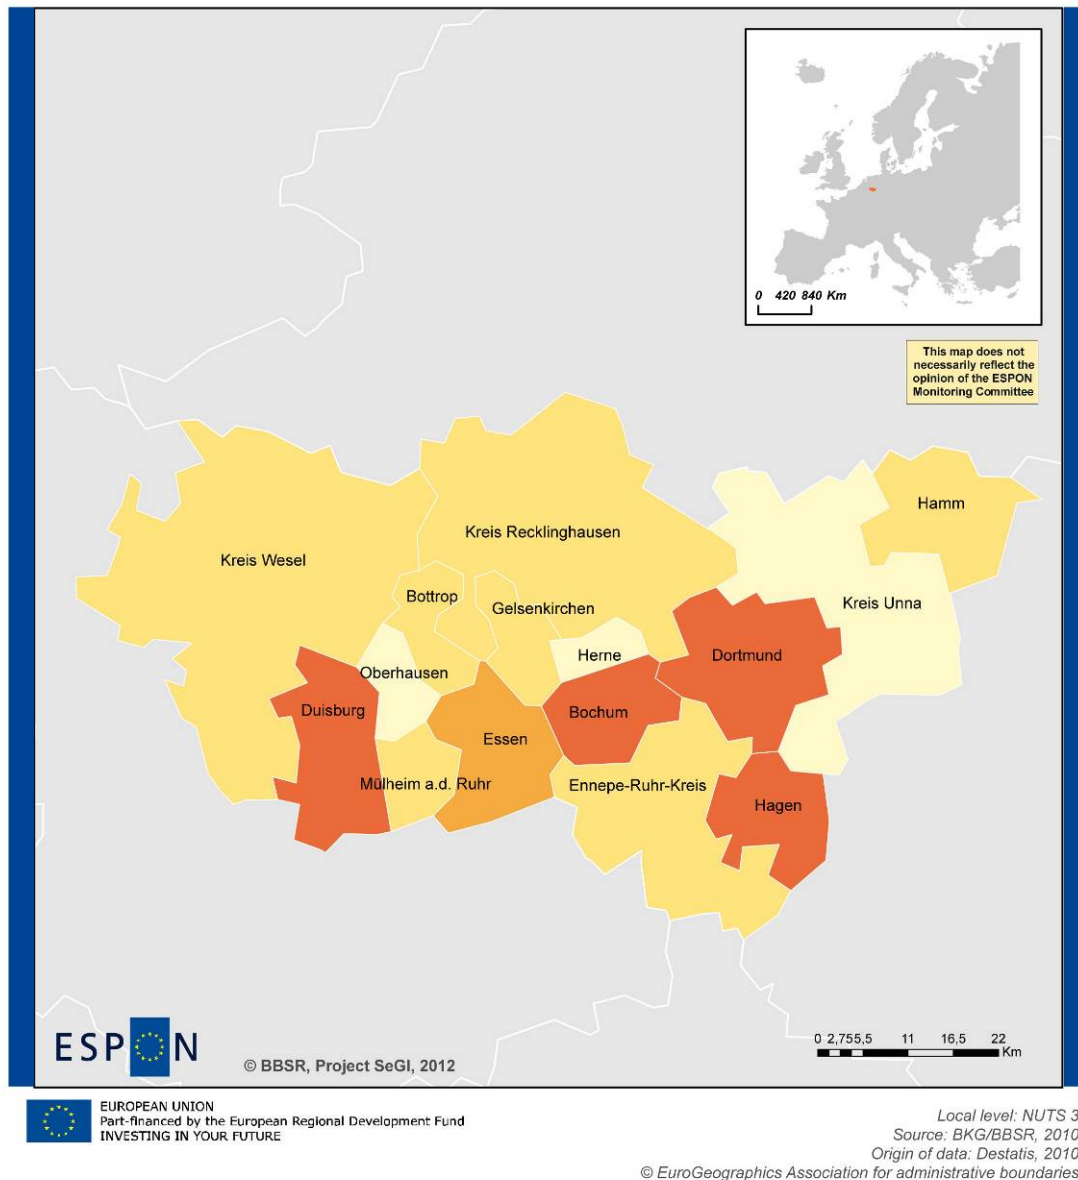 0 420 840 Km
This map does not
necessarily reflect the
opinion of the ESPON
Monitoring Committee
Hamm
Kreis Recklinghausen
Kreis Wesel
Bottrop
Gelsenkirchen
Kreis Unna
Herne
Dortmund
Oberhausen
Duisburg
Bochum
Essen
Mülheim a.d. Ruhr
Ennepe-Ruhr-Kreis
Hagen
ESPON
© BBSR, Project SeGI, 2012
0 2,755,5 11 16,5 22
Km
EUROPEAN UNION
Part-financed by the European Regional Development Fund
INVESTING IN YOUR FUTURE
Local level: NUTS 3
Source: BKG/BBSR, 2010
Origin of data: Destatis, 2010
© EuroGeographics Association for administrative boundaries